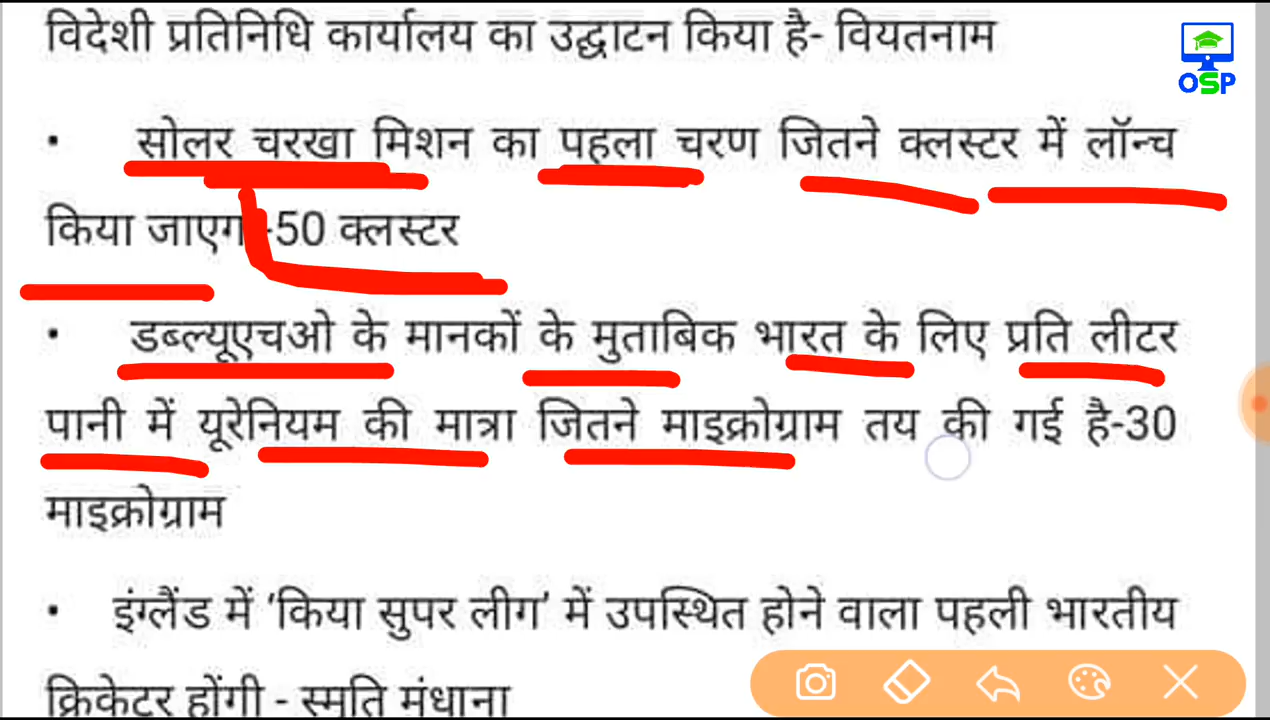 विदेशी प्रतिनिधि कार्यालय का उद्घाटन किया है- वियतनाम
OSP
• सोलर चरखा मिशन का पहला चरण जितने क्लस्टर में लॉन्च
किया जाएगा -50 क्लस्टर
• डब्ल्यूएचओ के मानकों के मुताबिक भारत के लिए प्रति लीटर
पानी में यूरेनियम की मात्रा जितने माइक्रोग्राम तय की गई है-30
माइक्रोग्राम
• इंग्लैंड में ‘किया सुपर लीग’ में उपस्थित होने वाला पहली भारतीय
क्रिकेटर होंगी - स्मृति मंधाना